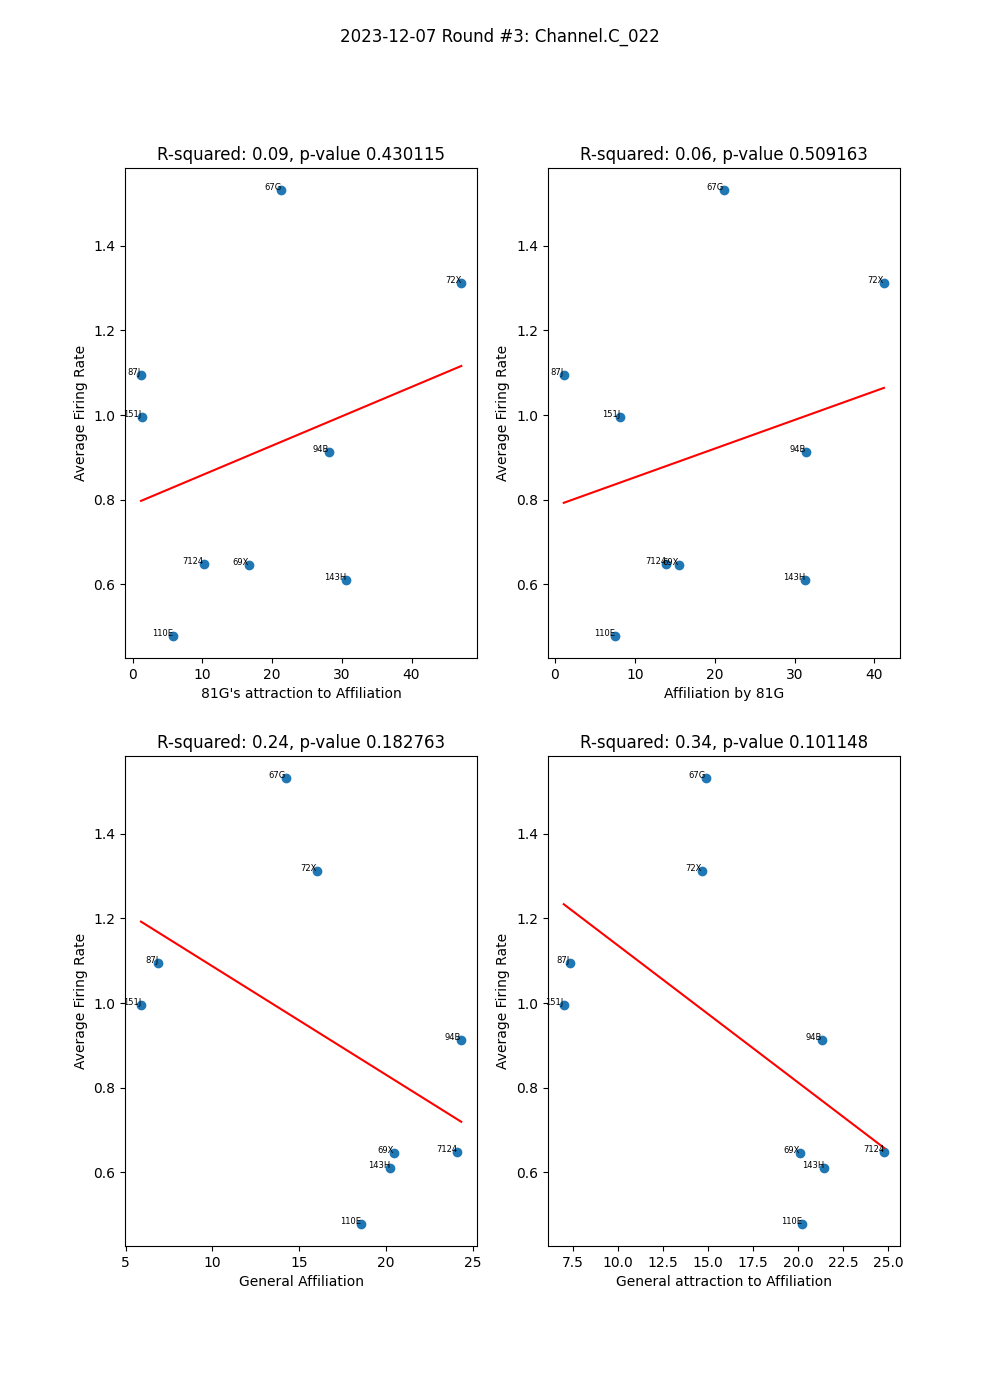 2023-12-07 Round #3: Channel.C_022
R-squared: 0.09, p-value 0.430115
Average Firing Rate
1.4
1.2
1.0
0.8
0.6
67G
72X
87J
151J
94B
7124
69X
143H
110E
0 10 20 30 40
81G's attraction to Affiliation
R-squared: 0.06, p-value 0.509163
Average Firing Rate
1.4
1.2
1.0
0.8
0.6
67G
72X
87J
151J
94B
7124
69X
143H
110E
0 10 20 30 40
Affiliation by 81G
R-squared: 0.24, p-value 0.182763
Average Firing Rate
1.4
1.2
1.0
0.8
0.6
67G
72X
87J
151J
94B
69X
7124
143H
110E
5 10 15 20 25
General Affiliation
R-squared: 0.34, p-value 0.101148
Average Firing Rate
1.4
1.2
1.0
0.8
0.6
67G
72X
87J
151J
94B
69X
7124
143H
110E
7.5 10.0 12.5 15.0 17.5 20.0 22.5 25.0
General attraction to Affiliation